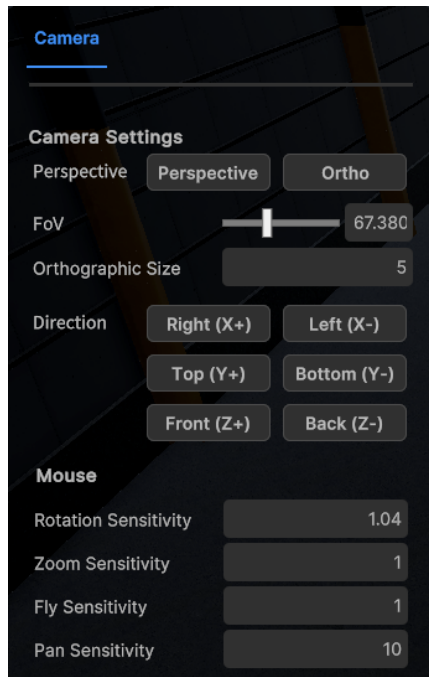 Camera
Camera Settings
Perspective Perspective Ortho
FoV 67.380
Orthographic Size 5
Direction Right (X+) Left (X-)
Top (Y+) Bottom (Y-)
Front (Z+) Back (Z-)
Mouse
Rotation Sensitivity 1.04
Zoom Sensitivity 1
Fly Sensitivity 1
Pan Sensitivity 10